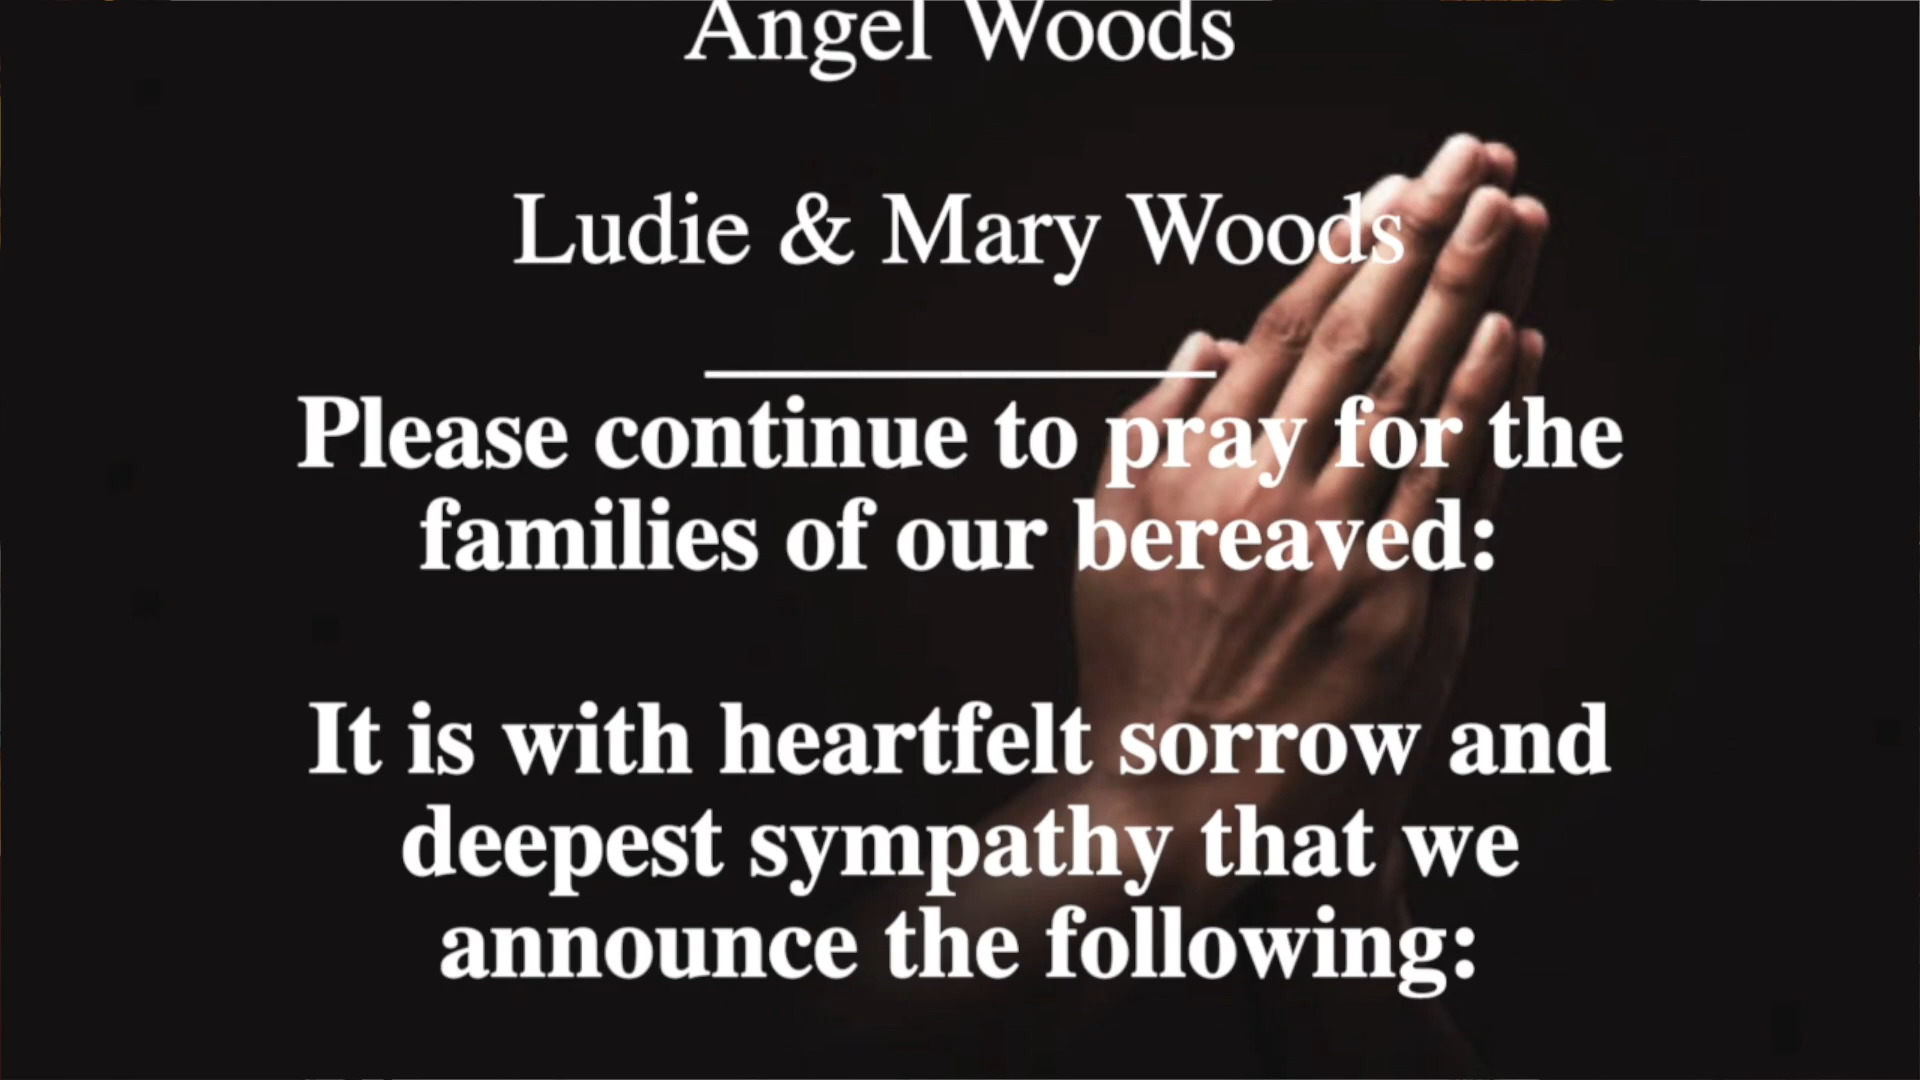 Angel Woods
Ludie & Mary Woods
Please continue to pray for the
families of our bereaved:
It is with heartfelt sorrow and
deepest sympathy that we
announce the following: